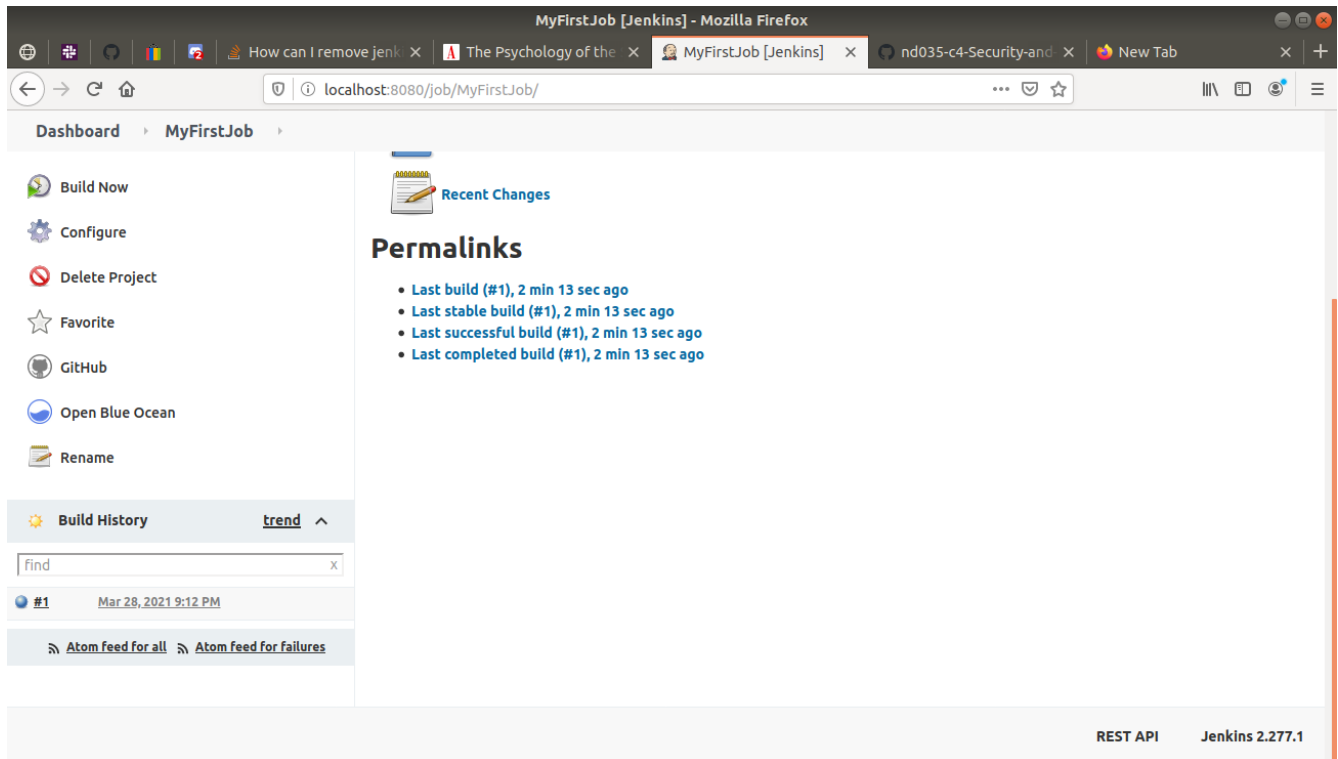 MyFirstJob [Jenkins] - Mozilla Firefox
How can I remove jenk
The Psychology of the
MyFirstJob [Jenkins]
nd035-c4-Security-and-
New Tab
localhost:8080/job/MyFirstJob/
Dashboard MyFirstJob
Build Now
Configure
Delete Project
Favorite
GitHub
Open Blue Ocean
Rename
Build History trend
find x
#1 Mar 28, 2021 9:12 PM
Atom feed for all Atom feed for failures
Recent Changes
Permalinks
Last build (#1), 2 min 13 sec ago
Last stable build (#1), 2 min 13 sec ago
Last successful build (#1), 2 min 13 sec ago
Last completed build (#1), 2 min 13 sec ago
REST API Jenkins 2.277.1